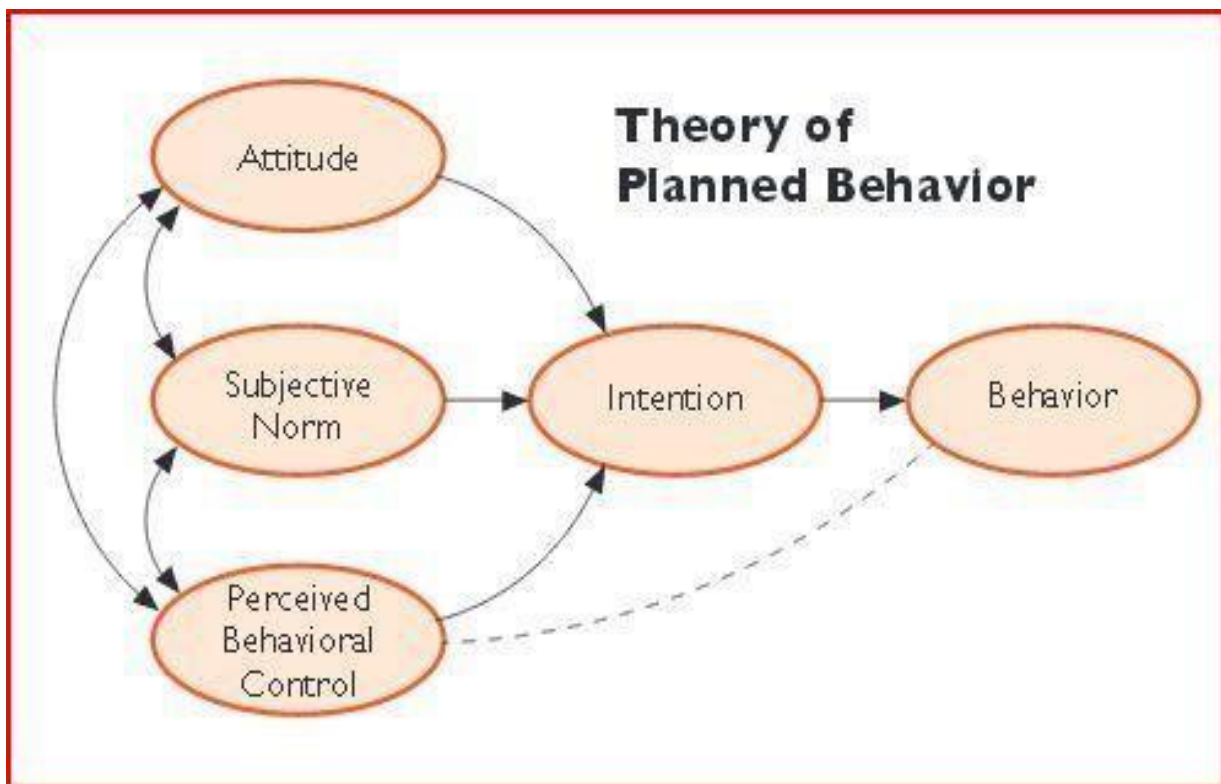 Theory of
Planned Behavior
Attitude
Subjective
Norm
Intention
Behavior
Perceived
Behavioral
Control